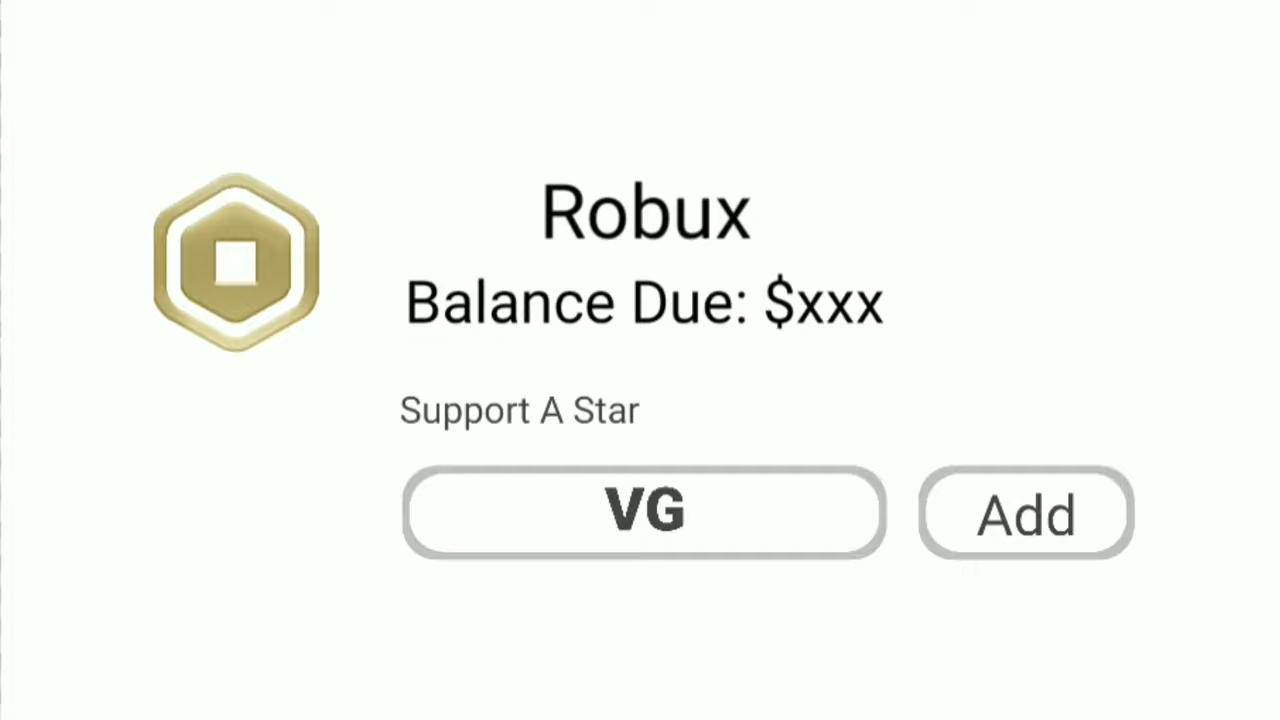 Robux
Balance Due: $xxx
Support A Star
VG
Add